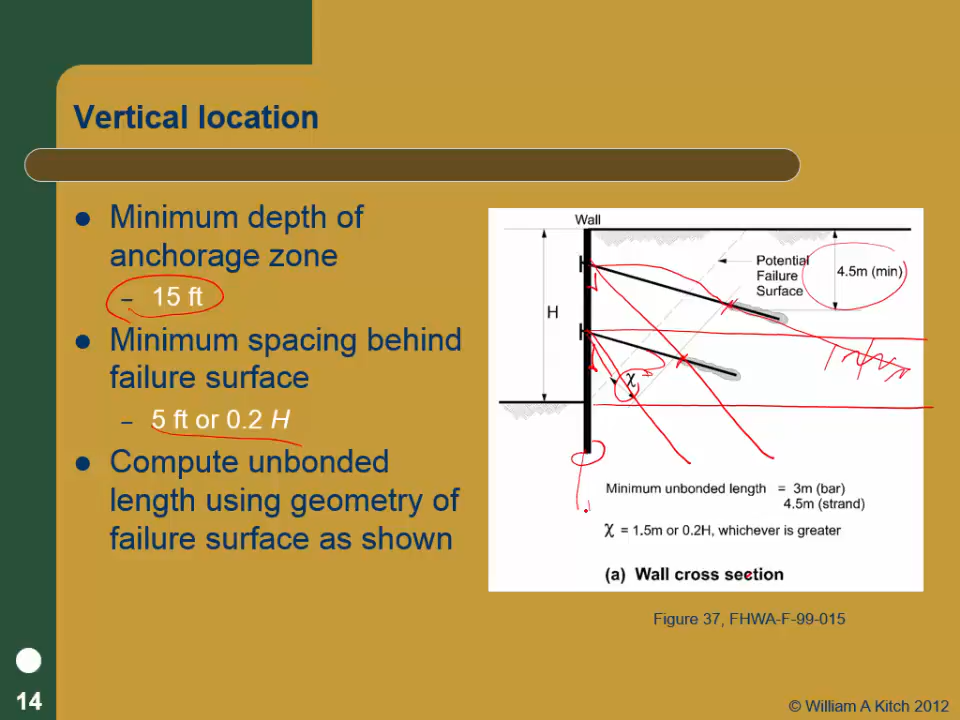 Vertical location
● Minimum depth of
anchorage zone
– 15 ft
● Minimum spacing behind
failure surface
– 5 ft or 0.2 H
● Compute unbonded
length using geometry of
failure surface as shown
Wall
Potential
Failure
Surface
4.5m (min)
H
χ
Minimum unbonded length = 3m (bar)
4.5m (strand)
χ = 1.5m or 0.2H, whichever is greater
(a) Wall cross section
Figure 37, FHWA-F-99-015
14
© William A Kitch 2012